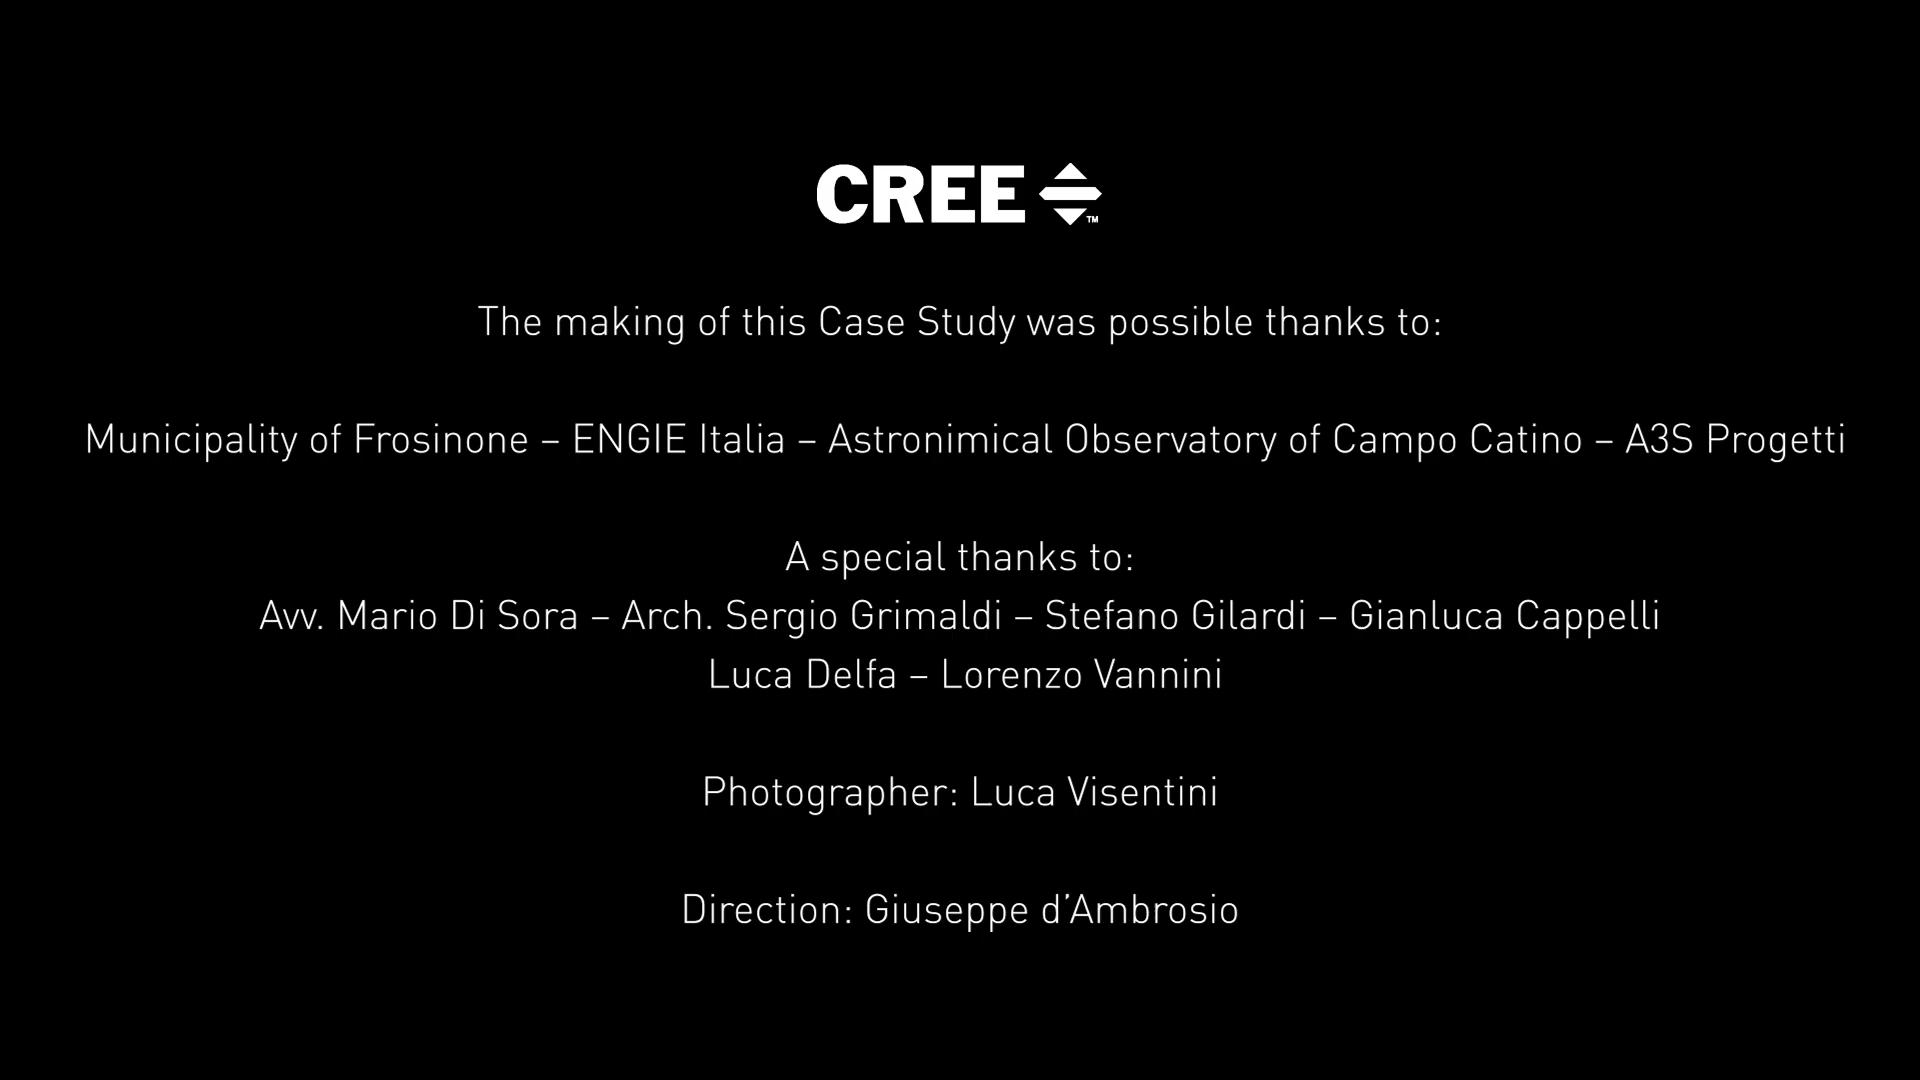 CREE ™
The making of this Case Study was possible thanks to:
Municipality of Frosinone – ENGIE Italia – Astronimical Observatory of Campo Catino – A3S Progetti
A special thanks to:
Avv. Mario Di Sora – Arch. Sergio Grimaldi – Stefano Gilardi – Gianluca Cappelli
Luca Delfa – Lorenzo Vannini
Photographer: Luca Visentini
Direction: Giuseppe d’Ambrosio